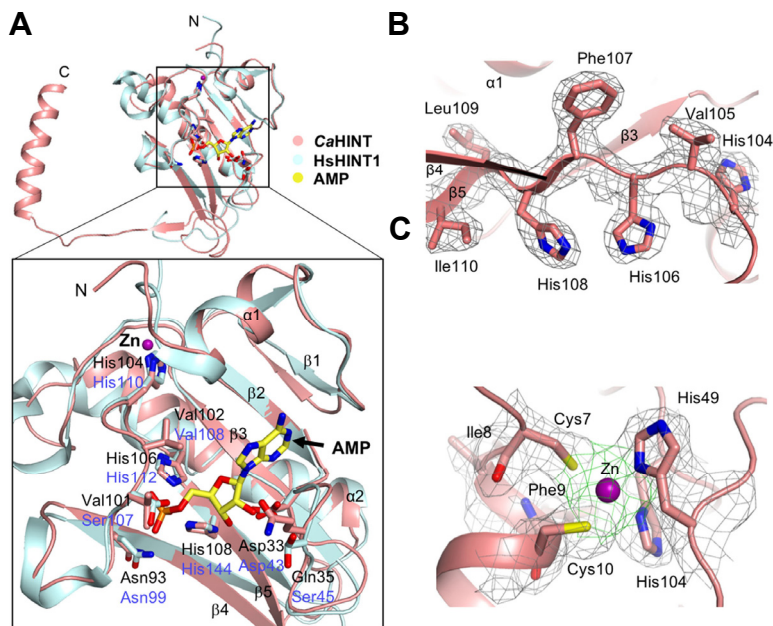 A
N
C
CaHINT
HsHINT1
AMP
N
Zn
α1
β1
His104
His110
β2
Val102
Val108
β3
AMP
His106
His112
α2
Val101
Ser107
His108
His144
Asp33
Asp43
Gln35
Ser45
Asn93
Asn99
β5
β4
B
Phe107
α1
Leu109
Val105
β3
His104
β4
β5
Ile110
His108
His106
C
His49
Cys7
Ile8
Zn
Phe9
Cys10
His104